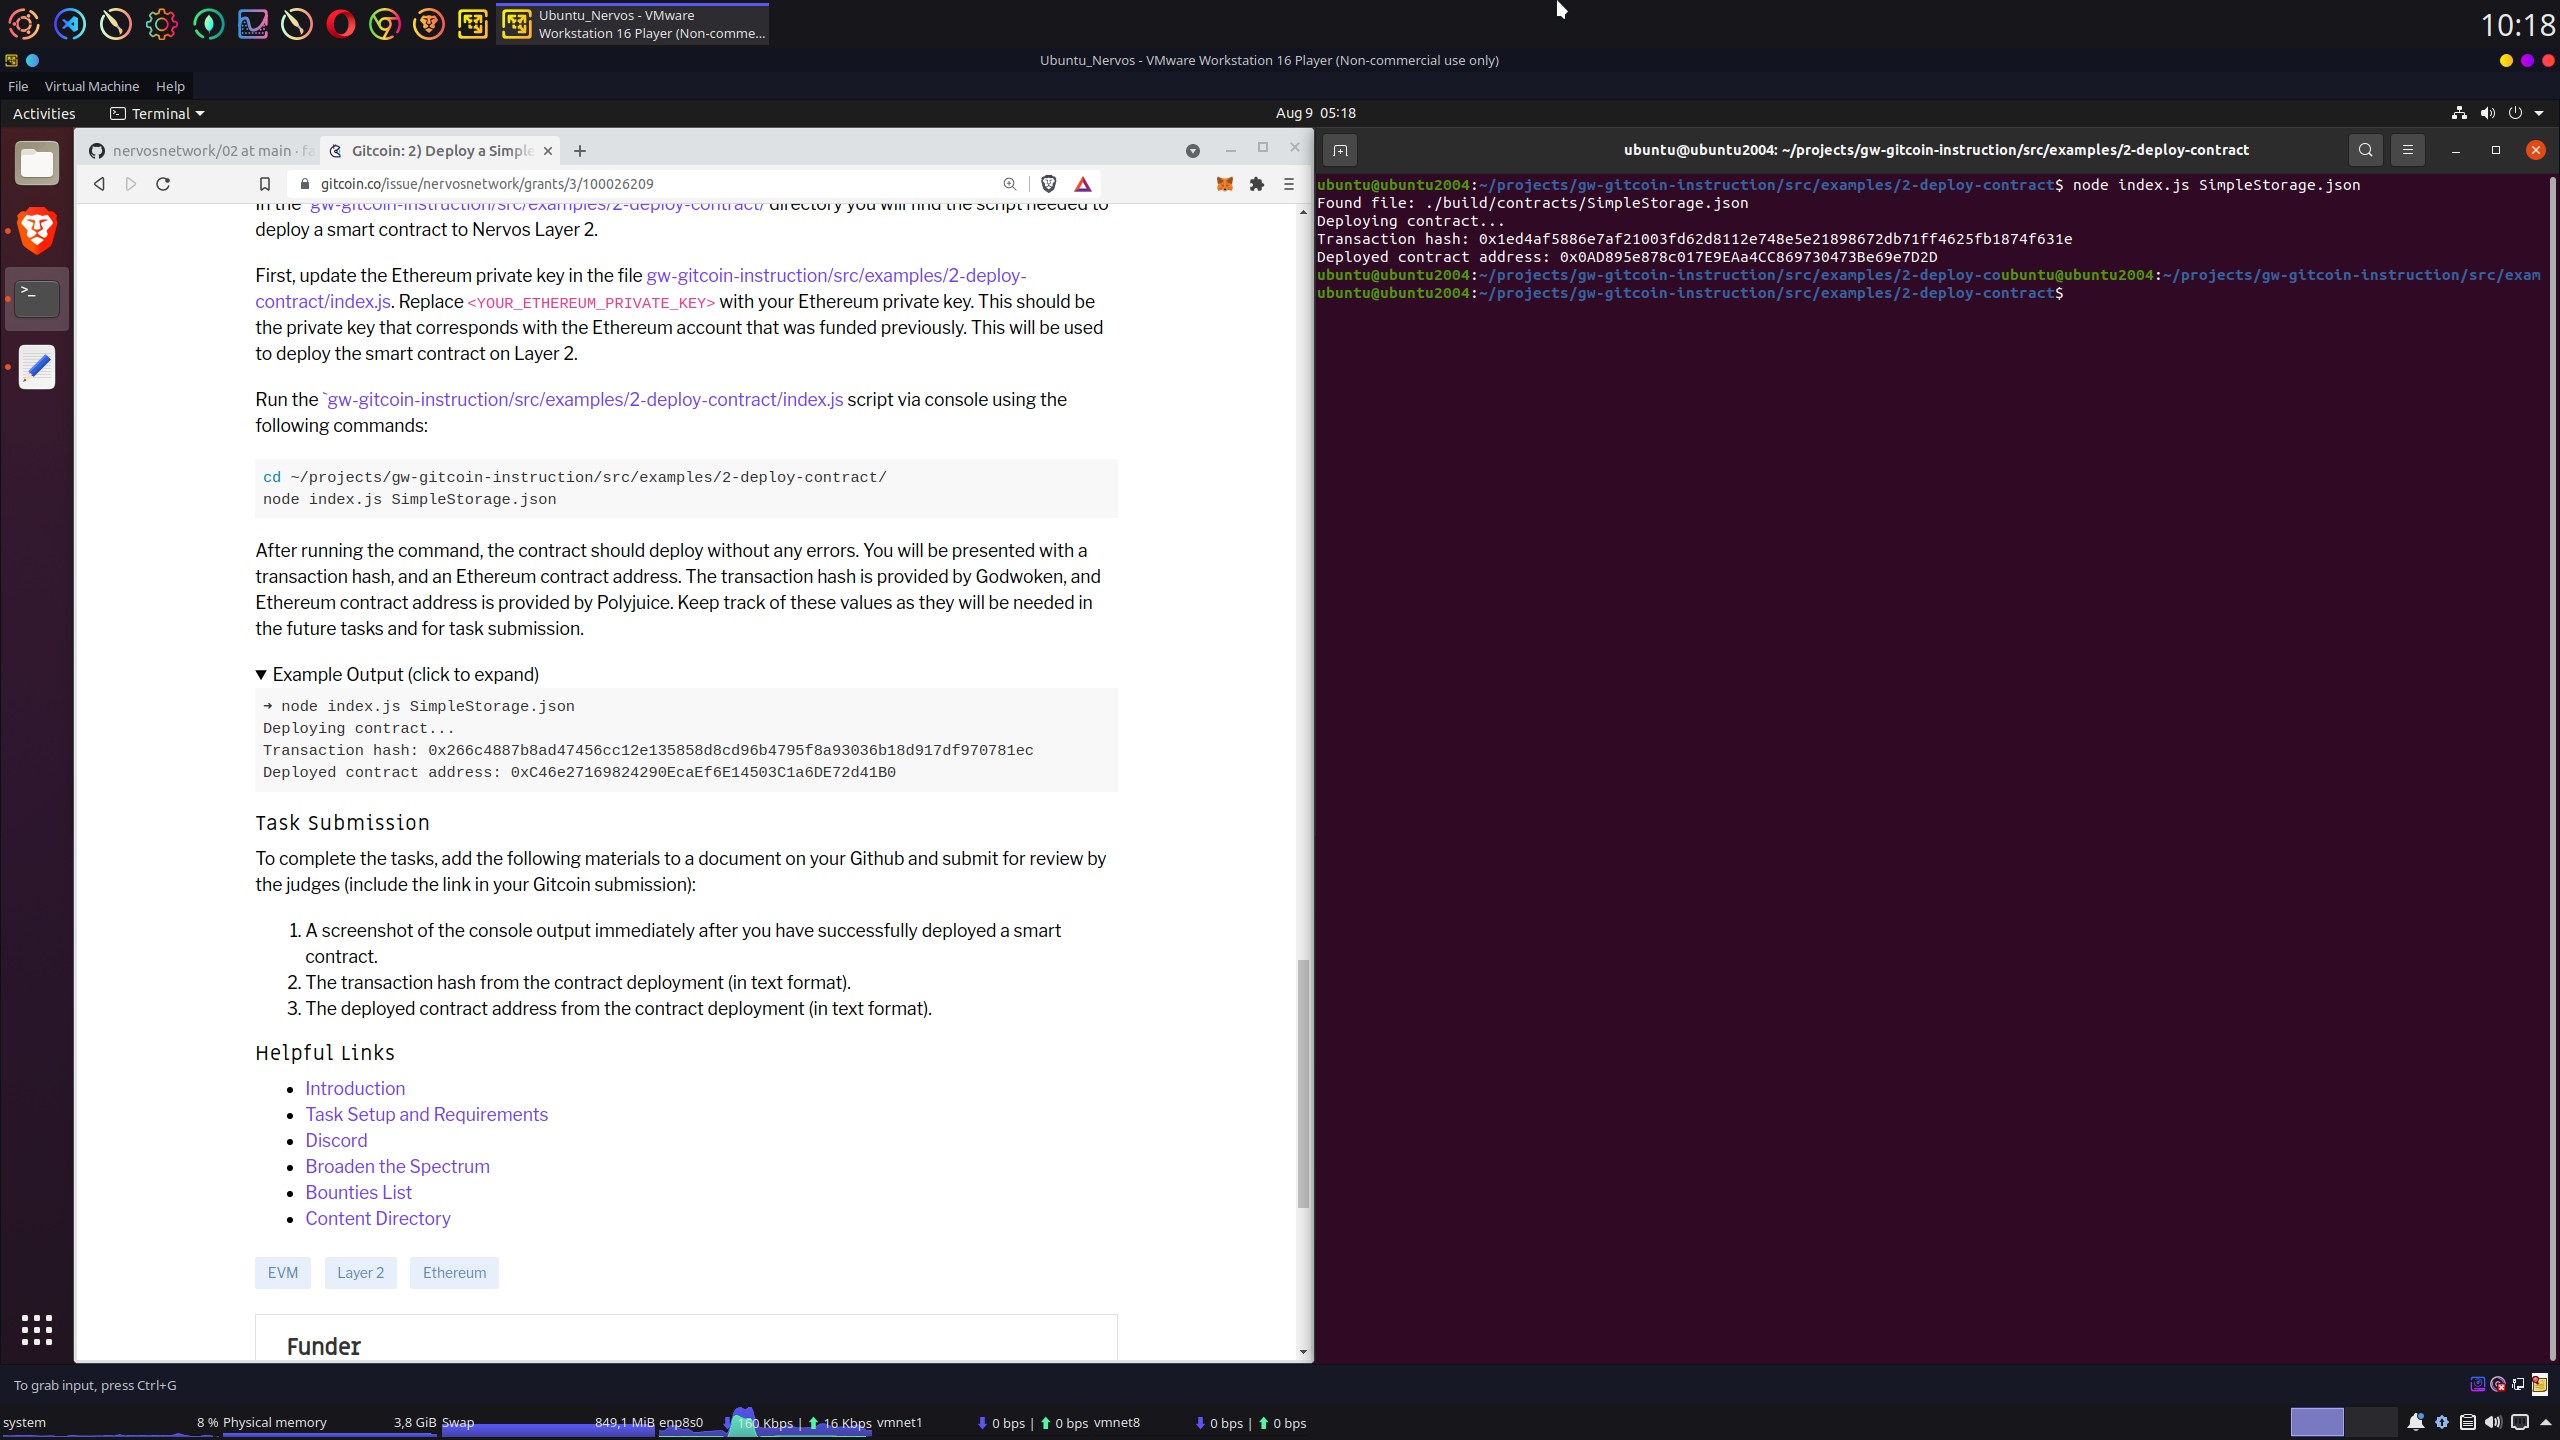 Ubuntu_Nervos - VMware
Workstation 16 Player (Non-comme...
10:18
Ubuntu_Nervos - VMware Workstation 16 Player (Non-commercial use only)
File Virtual Machine Help
Activities Terminal Aug 9 05:18
nervosnetwork/02 at main · fa
Gitcoin: 2) Deploy a Simple
gitcoin.co/issue/nervosnetwork/grants/3/100026209
In the `gw-gitcoin-instruction/src/examples/2-deploy-contract/ directory you will find the script needed to
deploy a smart contract to Nervos Layer 2.
First, update the Ethereum private key in the file gw-gitcoin-instruction/src/examples/2-deploy-
contract/index.js. Replace <YOUR_ETHEREUM_PRIVATE_KEY> with your Ethereum private key. This should be
the private key that corresponds with the Ethereum account that was funded previously. This will be used
to deploy the smart contract on Layer 2.
Run the `gw-gitcoin-instruction/src/examples/2-deploy-contract/index.js script via console using the
following commands:
cd ~/projects/gw-gitcoin-instruction/src/examples/2-deploy-contract/
node index.js SimpleStorage.json
After running the command, the contract should deploy without any errors. You will be presented with a
transaction hash, and an Ethereum contract address. The transaction hash is provided by Godwoken, and
Ethereum contract address is provided by Polyjuice. Keep track of these values as they will be needed in
the future tasks and for task submission.
▼ Example Output (click to expand)
➜ node index.js SimpleStorage.json
Deploying contract...
Transaction hash: 0x266c4887b8ad47456cc12e135858d8cd96b4795f8a93036b18d917df970781ec
Deployed contract address: 0xC46e27169824290EcaEf6E14503C1a6DE72d41B0
Task Submission
To complete the tasks, add the following materials to a document on your Github and submit for review by
the judges (include the link in your Gitcoin submission):
1. A screenshot of the console output immediately after you have successfully deployed a smart
contract.
2. The transaction hash from the contract deployment (in text format).
3. The deployed contract address from the contract deployment (in text format).
Helpful Links
• Introduction
• Task Setup and Requirements
• Discord
• Broaden the Spectrum
• Bounties List
• Content Directory
EVM Layer 2 Ethereum
Funder
ubuntu@ubuntu2004: ~/projects/gw-gitcoin-instruction/src/examples/2-deploy-contract
ubuntu@ubuntu2004:~/projects/gw-gitcoin-instruction/src/examples/2-deploy-contract$ node index.js SimpleStorage.json
Found file: ./build/contracts/SimpleStorage.json
Deploying contract...
Transaction hash: 0x1ed4af5886e7af21003fd62d8112e748e5e21898672db71ff4625fb1874f631e
Deployed contract address: 0x0AD895e878c017E9EAa4CC869730473Be69e7D2D
ubuntu@ubuntu2004:~/projects/gw-gitcoin-instruction/src/examples/2-deploy-coubuntu@ubuntu2004:~/projects/gw-gitcoin-instruction/src/exam
ubuntu@ubuntu2004:~/projects/gw-gitcoin-instruction/src/examples/2-deploy-contract$
To grab input, press Ctrl+G
system 8 % Physical memory 3,8 GiB Swap 849,1 MiB enp8s0 160 Kbps | 16 Kbps vmnet1 0 bps | 0 bps vmnet8 0 bps | 0 bps